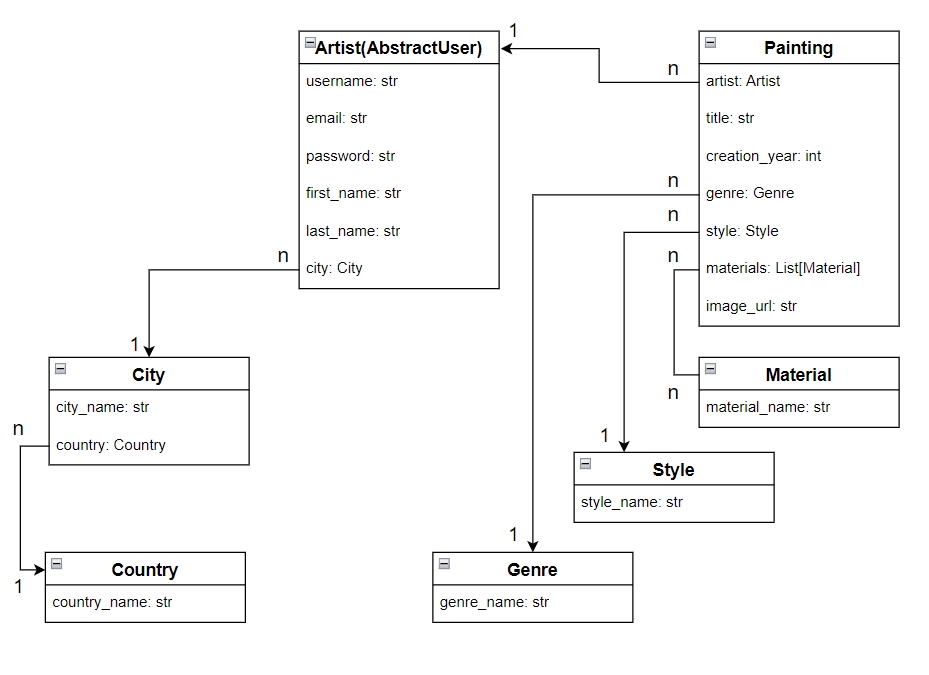 Artist(AbstractUser)
username: str
email: str
password: str
first_name: str
last_name: str
city: City
1
n
Painting
artist: Artist
title: str
creation_year: int
genre: Genre
style: Style
materials: List[Material]
image_url: str
n
n
n
n
n
1
City
city_name: str
country: Country
n
1
Material
material_name: str
1
Style
style_name: str
1
Country
country_name: str
1
Genre
genre_name: str